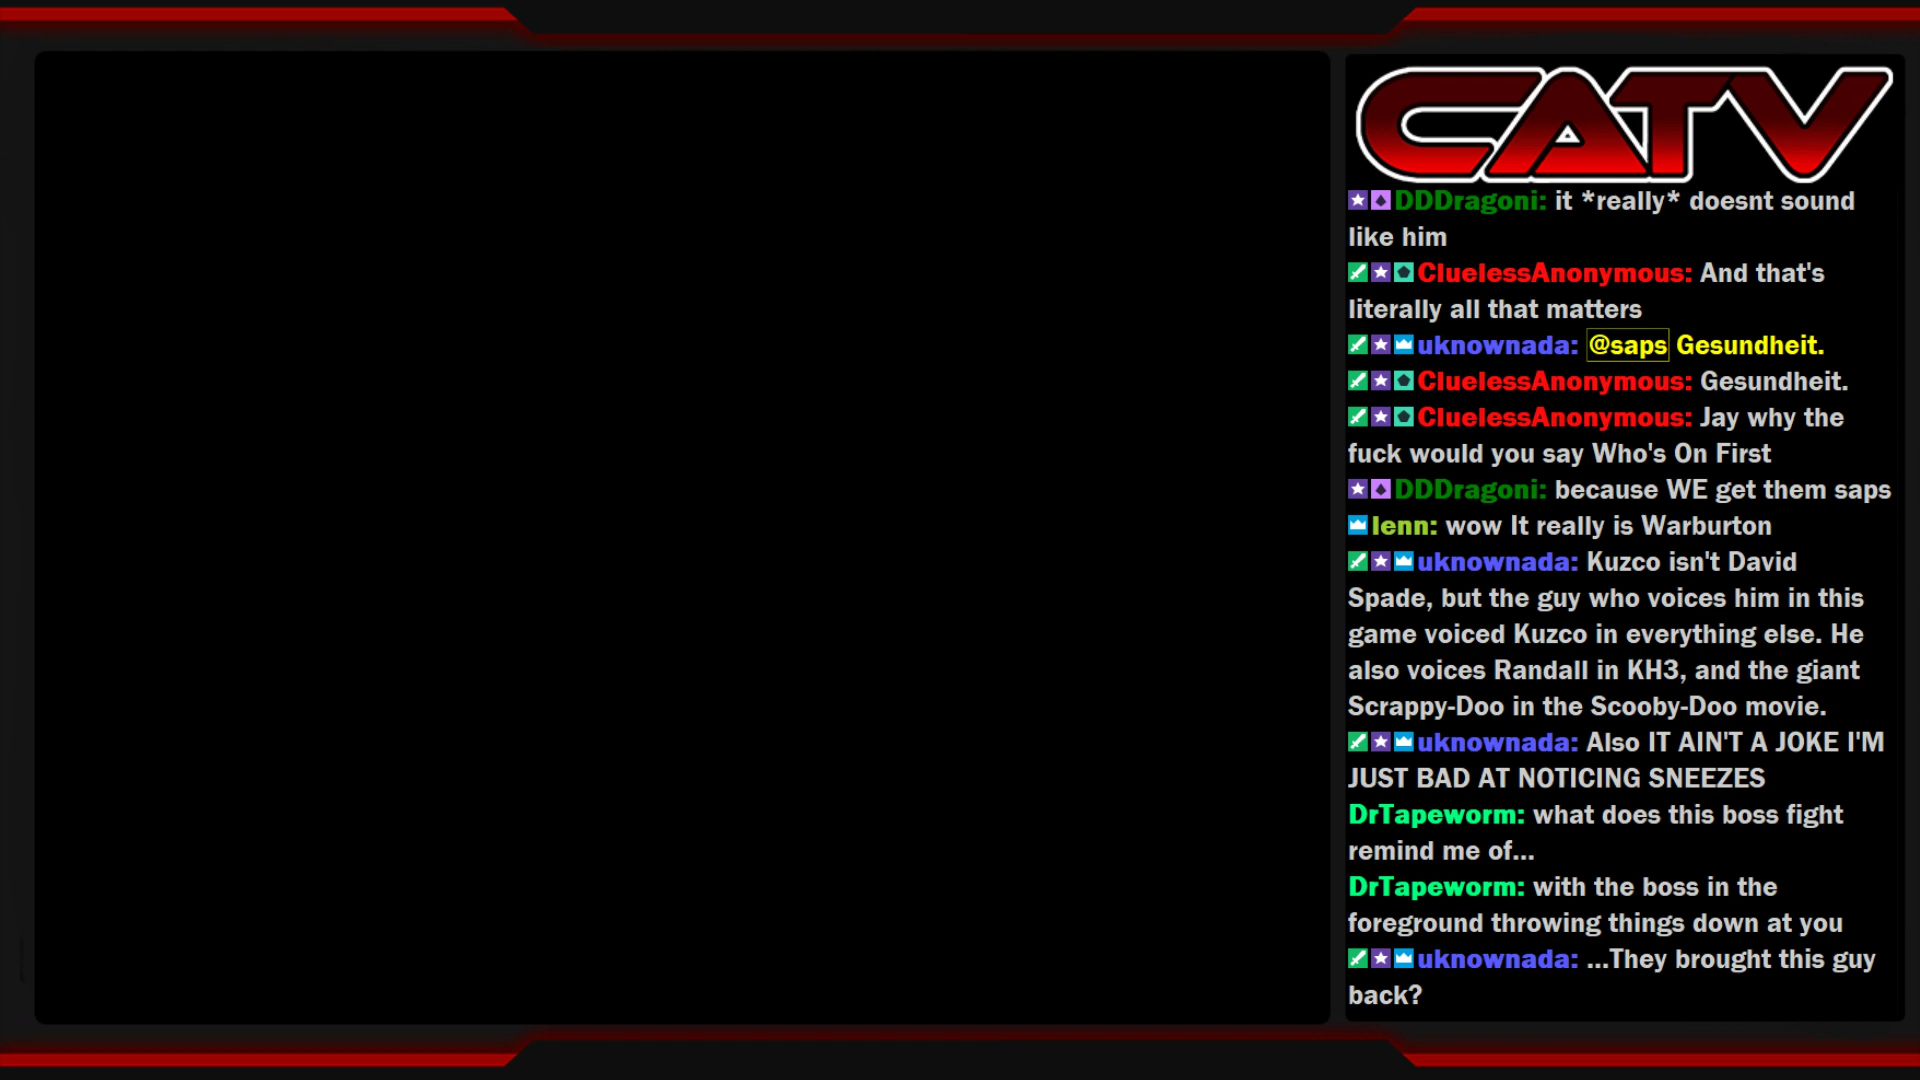 CATV
DDDragoni: it *really* doesnt sound
like him
CluelessAnonymous: And that's
literally all that matters
uknownada: @saps Gesundheit.
CluelessAnonymous: Gesundheit.
CluelessAnonymous: Jay why the
fuck would you say Who's On First
DDDragoni: because WE get them saps
lenn: wow It really is Warburton
uknownada: Kuzco isn't David
Spade, but the guy who voices him in this
game voiced Kuzco in everything else. He
also voices Randall in KH3, and the giant
Scrappy-Doo in the Scooby-Doo movie.
uknownada: Also IT AIN'T A JOKE I'M
JUST BAD AT NOTICING SNEEZES
DrTapeworm: what does this boss fight
remind me of...
DrTapeworm: with the boss in the
foreground throwing things down at you
uknownada: ...They brought this guy
back?